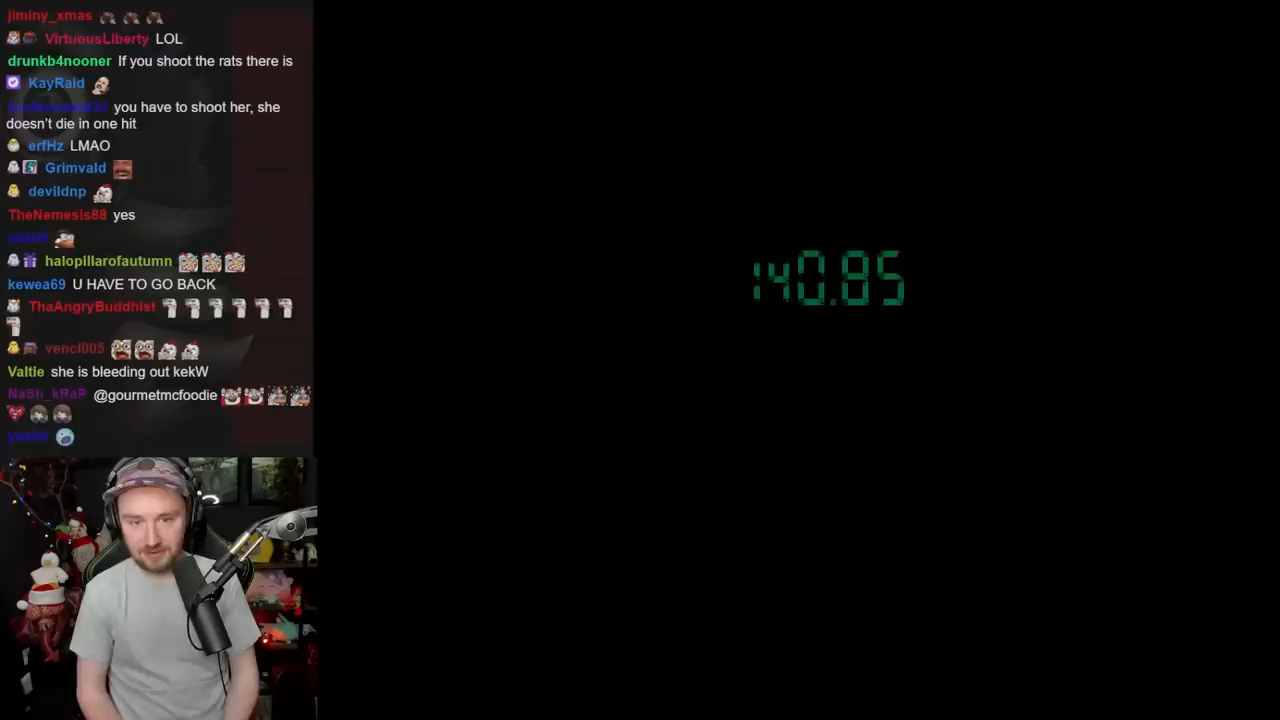 jiminy_xmas
VirtuousLiberty LOL
drunkb4nooner If you shoot the rats there is
KayRaid
you have to shoot her, she
doesn't die in one hit
erfHz LMAO
Grimvald
devildnp
TheNemesis88 yes
halopillarofautumn
kewea69 U HAVE TO GO BACK
ThaAngryBuddhist
venci005
Valtie she is bleeding out kekW
NaSh_kRaP @gourmetmcfoodie
140.85